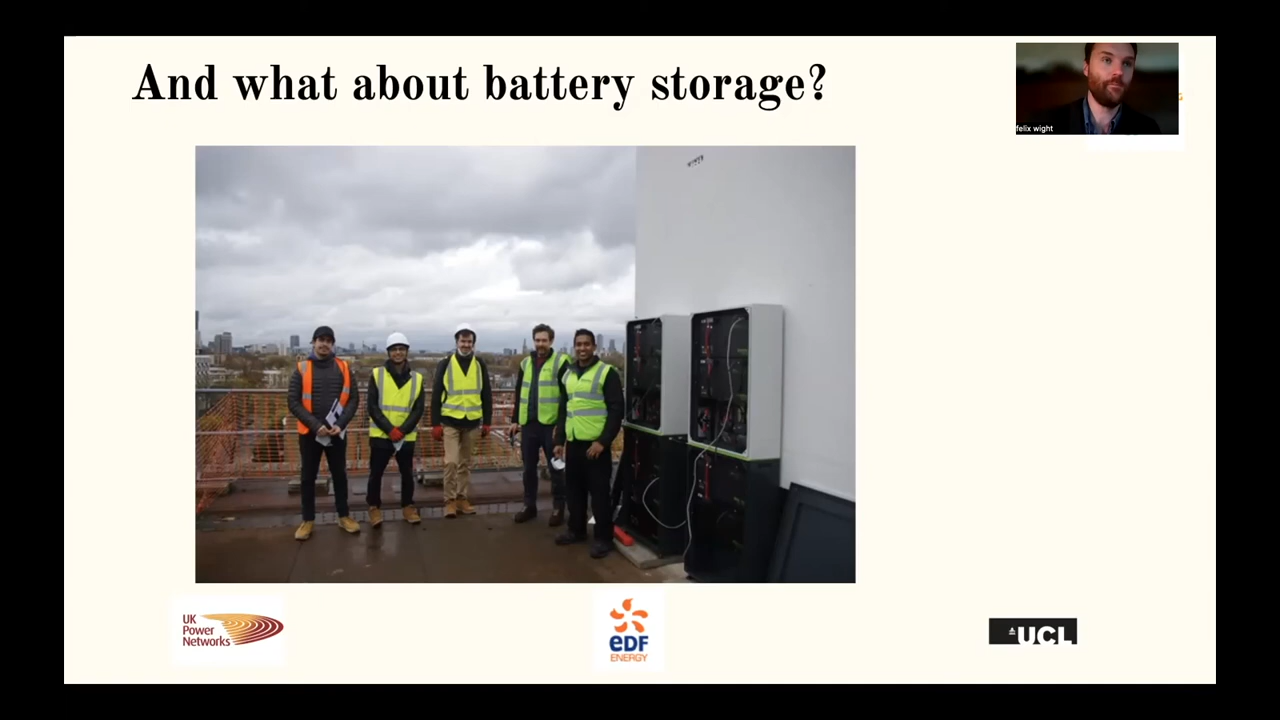 And what about battery storage?
felix wight
UK
Power
Networks
eDF
ENERGY
UCL